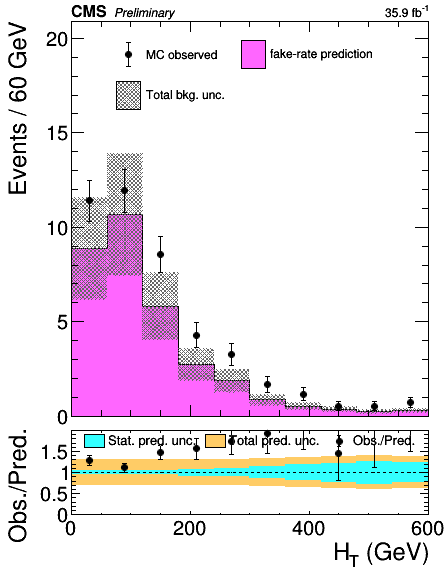 CMS Preliminary 35.9 fb⁻¹
Events / 60 GeV
MC observed
fake-rate prediction
Total bkg. unc.
20
15
10
5
0
Obs./Pred.
Stat. pred. unc.
Total pred. unc.
Obs./Pred.
1.5
1
0.5
0
0 200 400 600
H_T (GeV)